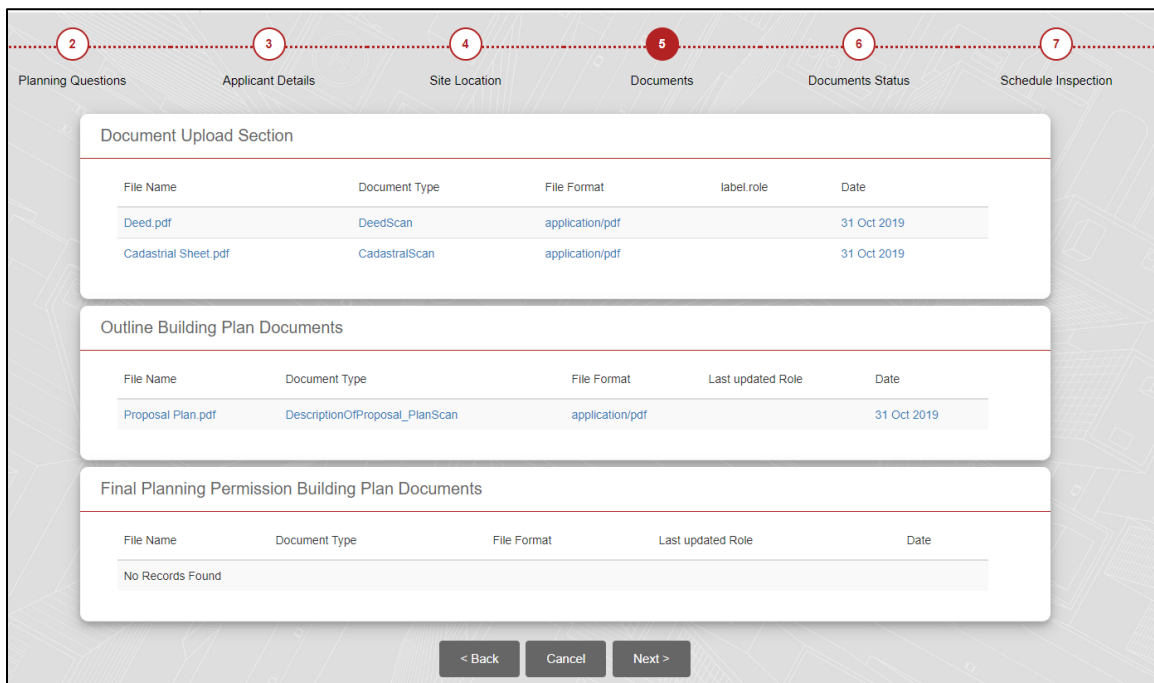 2 3 4 5 6 7
Planning Questions Applicant Details Site Location Documents Documents Status Schedule Inspection
Document Upload Section
File Name Document Type File Format label.role Date
Deed.pdf DeedScan application/pdf 31 Oct 2019
Cadastrial Sheet.pdf CadastralScan application/pdf 31 Oct 2019
Outline Building Plan Documents
File Name Document Type File Format Last updated Role Date
Proposal Plan.pdf DescriptionOfProposal_PlanScan application/pdf 31 Oct 2019
Final Planning Permission Building Plan Documents
File Name Document Type File Format Last updated Role Date
No Records Found
< Back Cancel Next >